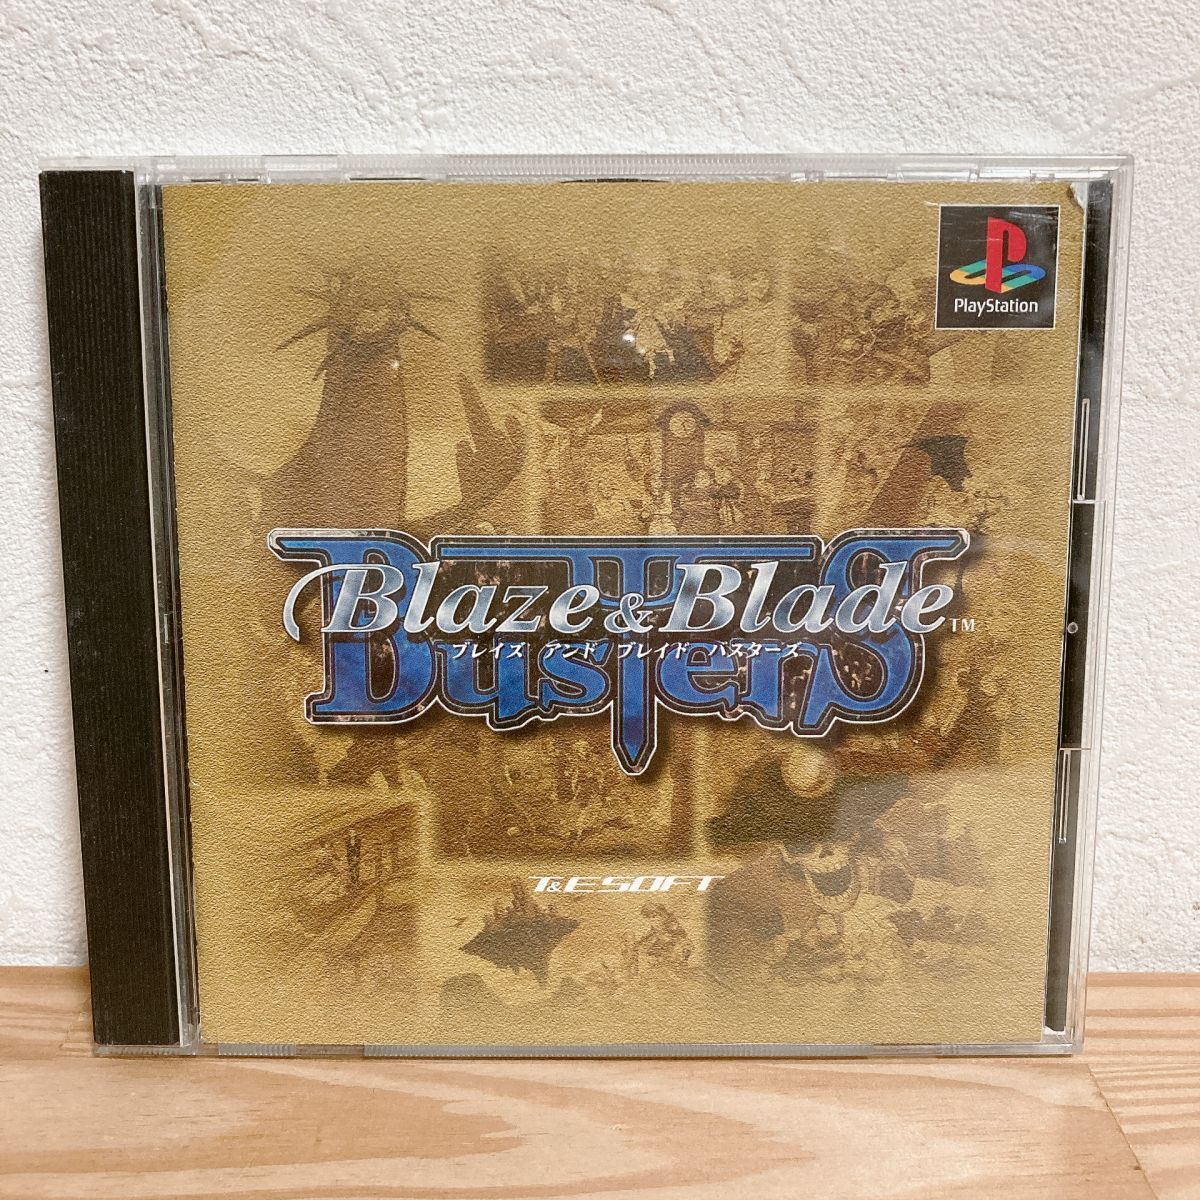 PlayStation
Blaze & Blade TM
ブレイズ アンド ブレイド バスターズ
Busters
T&E SOFT